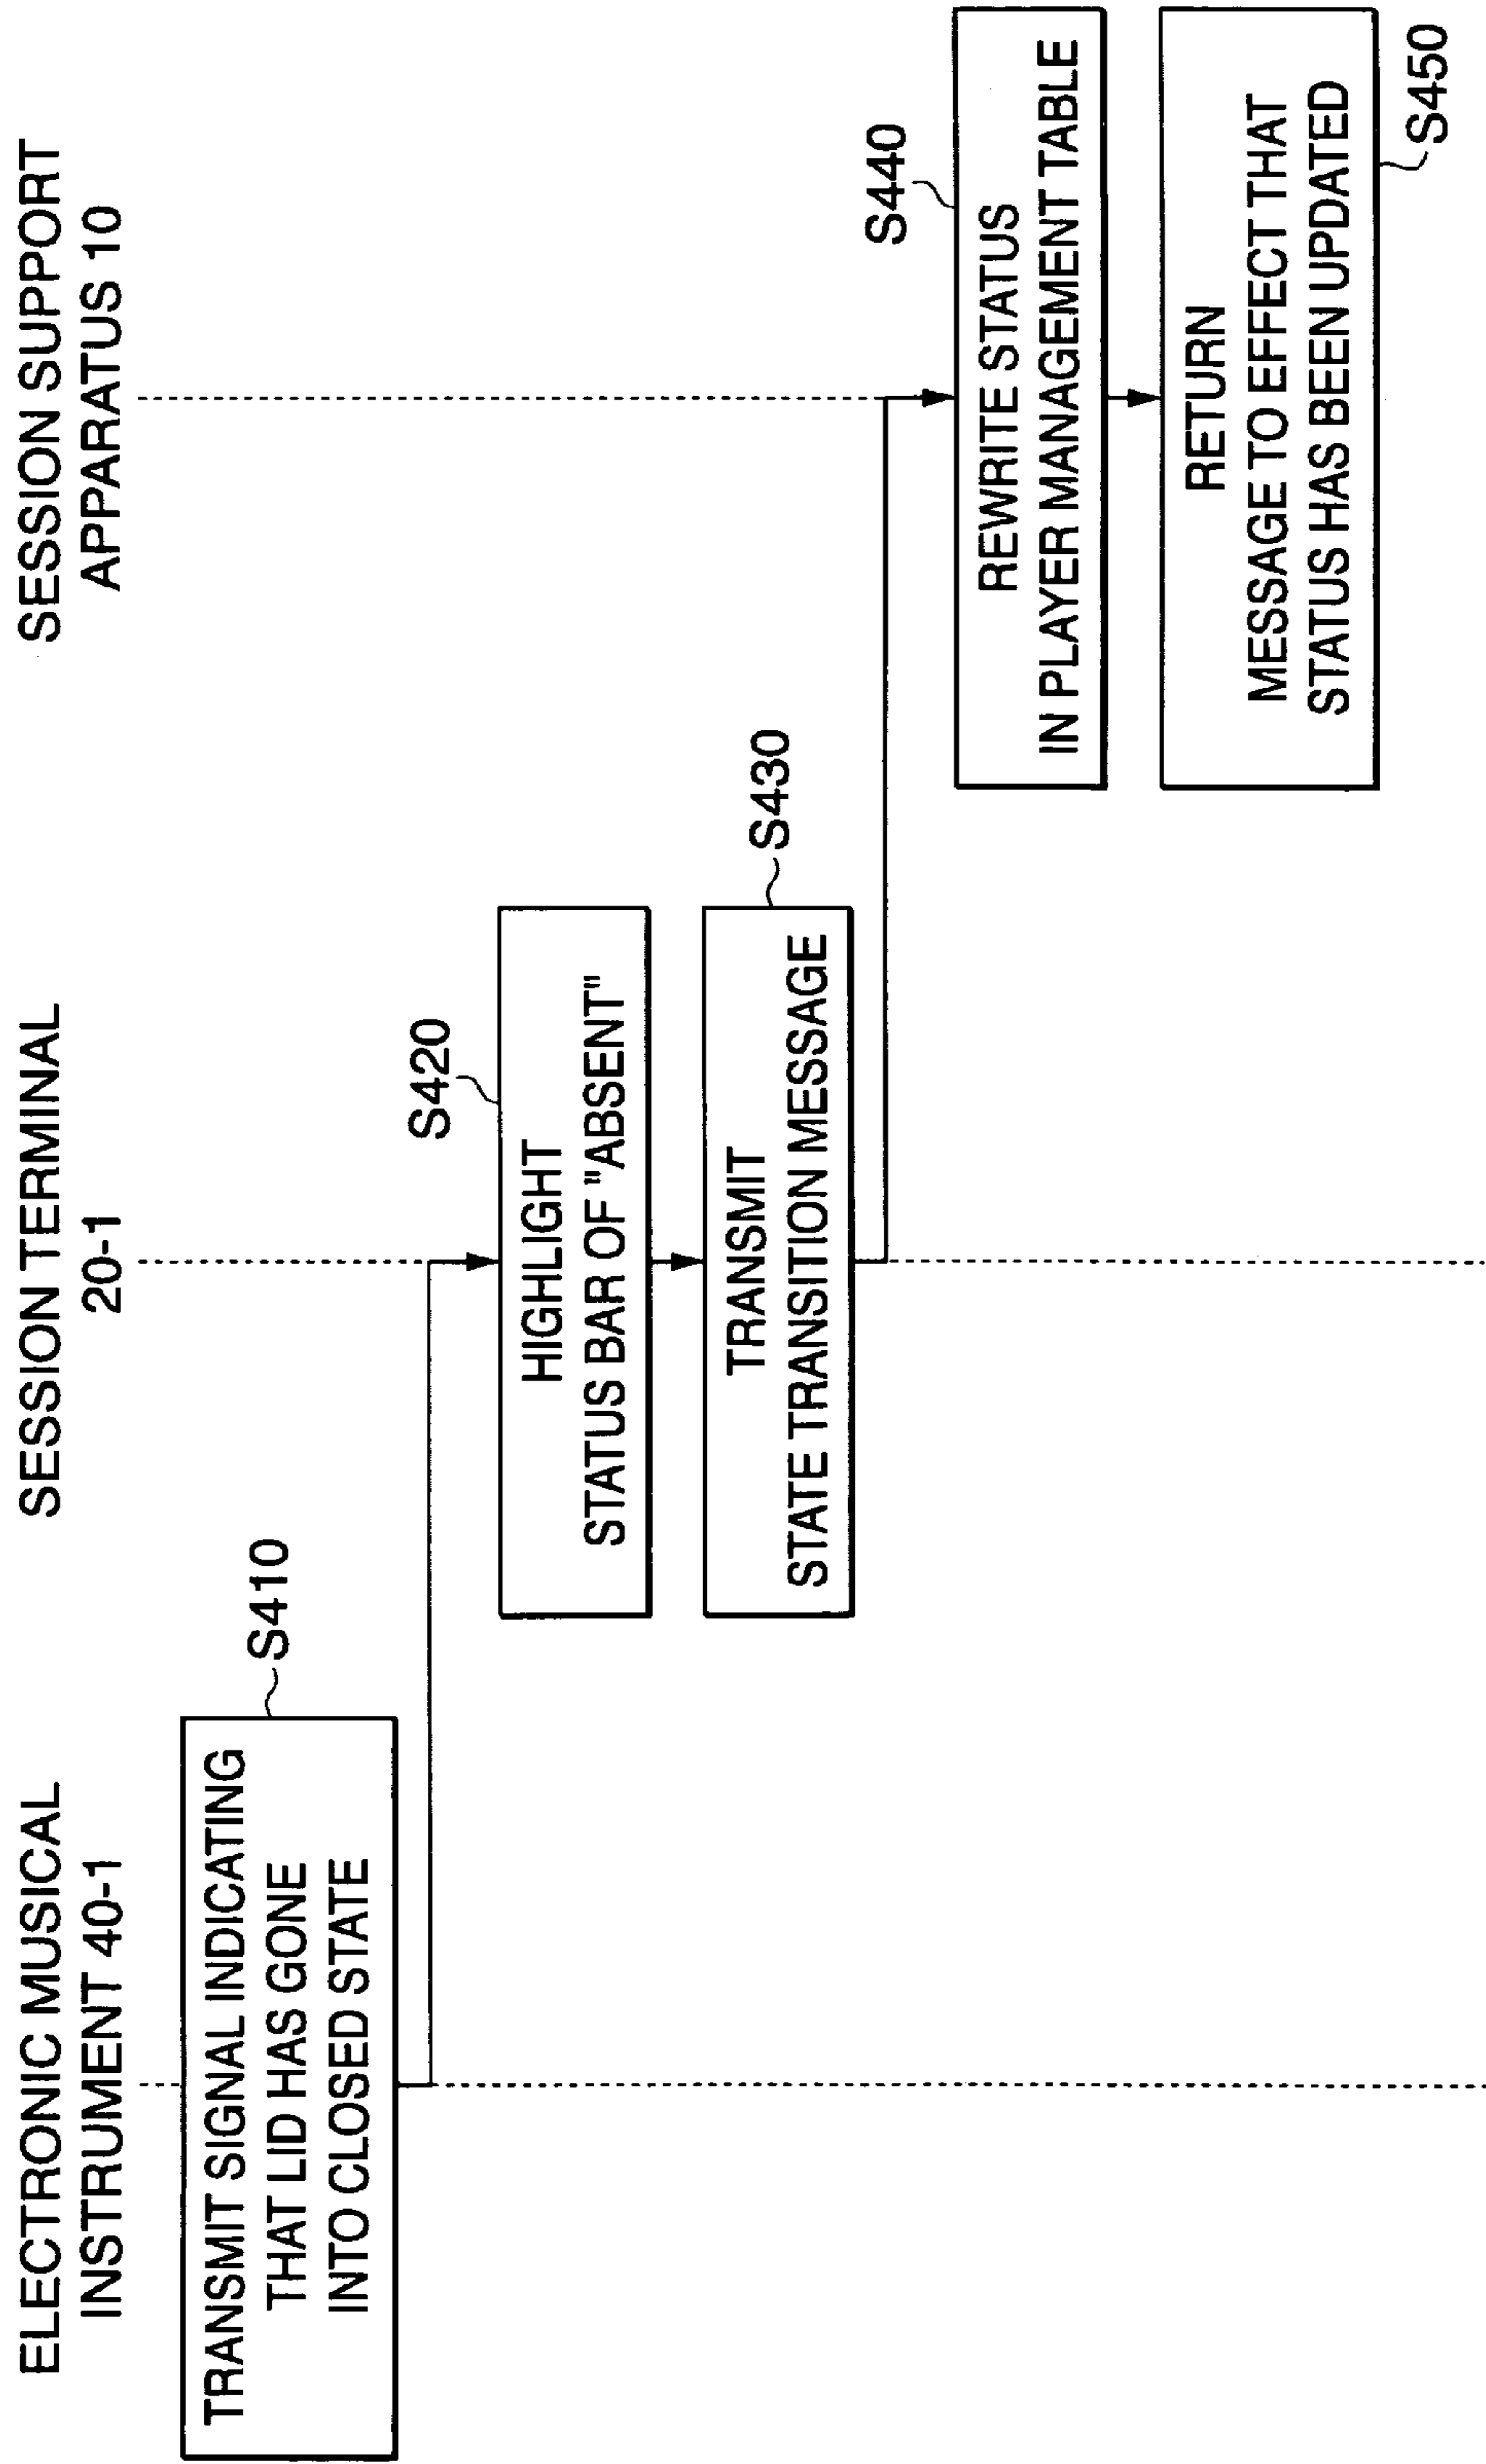 ELECTRONIC MUSICAL
INSTRUMENT 40-1
SESSION TERMINAL
20-1
SESSION SUPPORT
APPARATUS 10
S410
TRANSMIT SIGNAL INDICATING
THAT LID HAS GONE
INTO CLOSED STATE
S420
HIGHLIGHT
STATUS BAR OF "ABSENT"
S430
TRANSMIT
STATE TRANSITION MESSAGE
S440
REWRITE STATUS
IN PLAYER MANAGEMENT TABLE
RETURN
MESSAGE TO EFFECT THAT
STATUS HAS BEEN UPDATED
S450